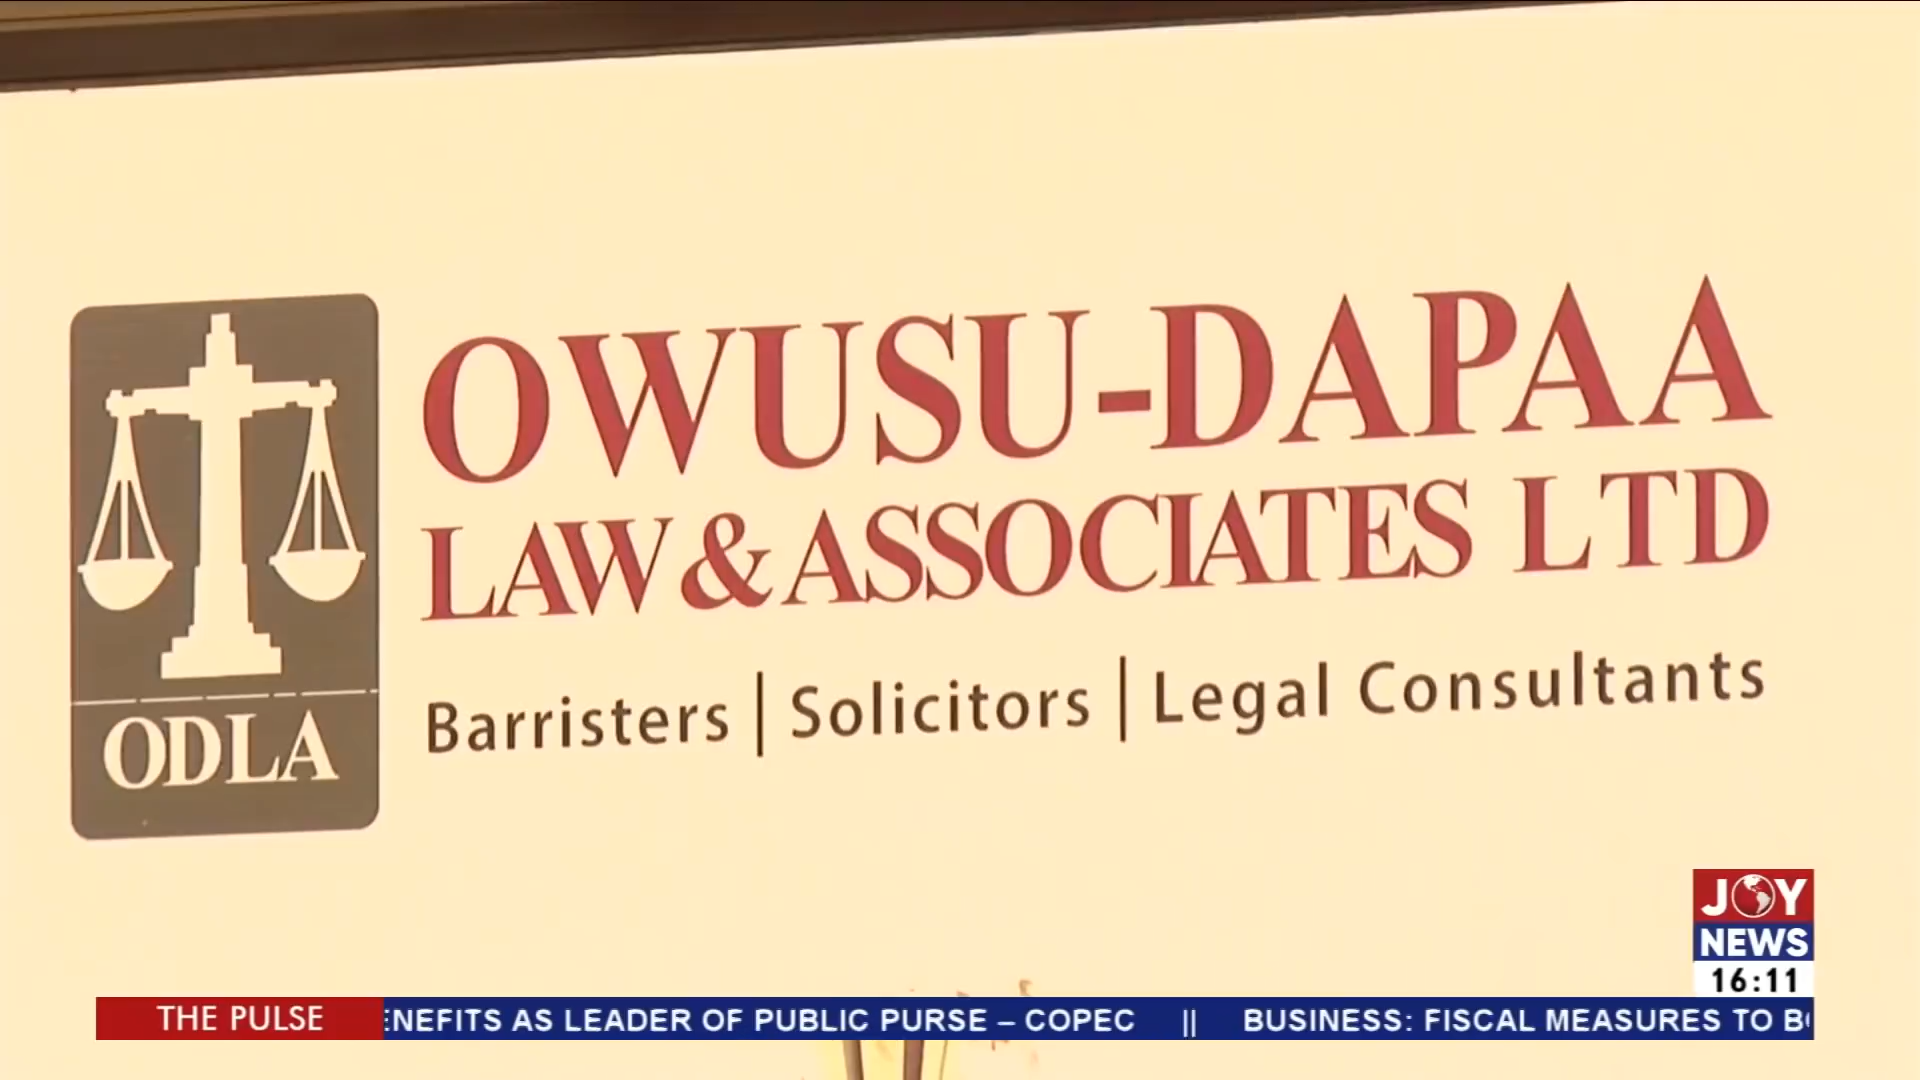 OWUSU-DAPAA
LAW & ASSOCIATES LTD
Barristers | Solicitors | Legal Consultants
ODLA
JOY
NEWS
16:11
THE PULSE
AS LEADER OF PUBLIC PURSE – COPEC || BUSINESS: FISCAL MEASURES TO